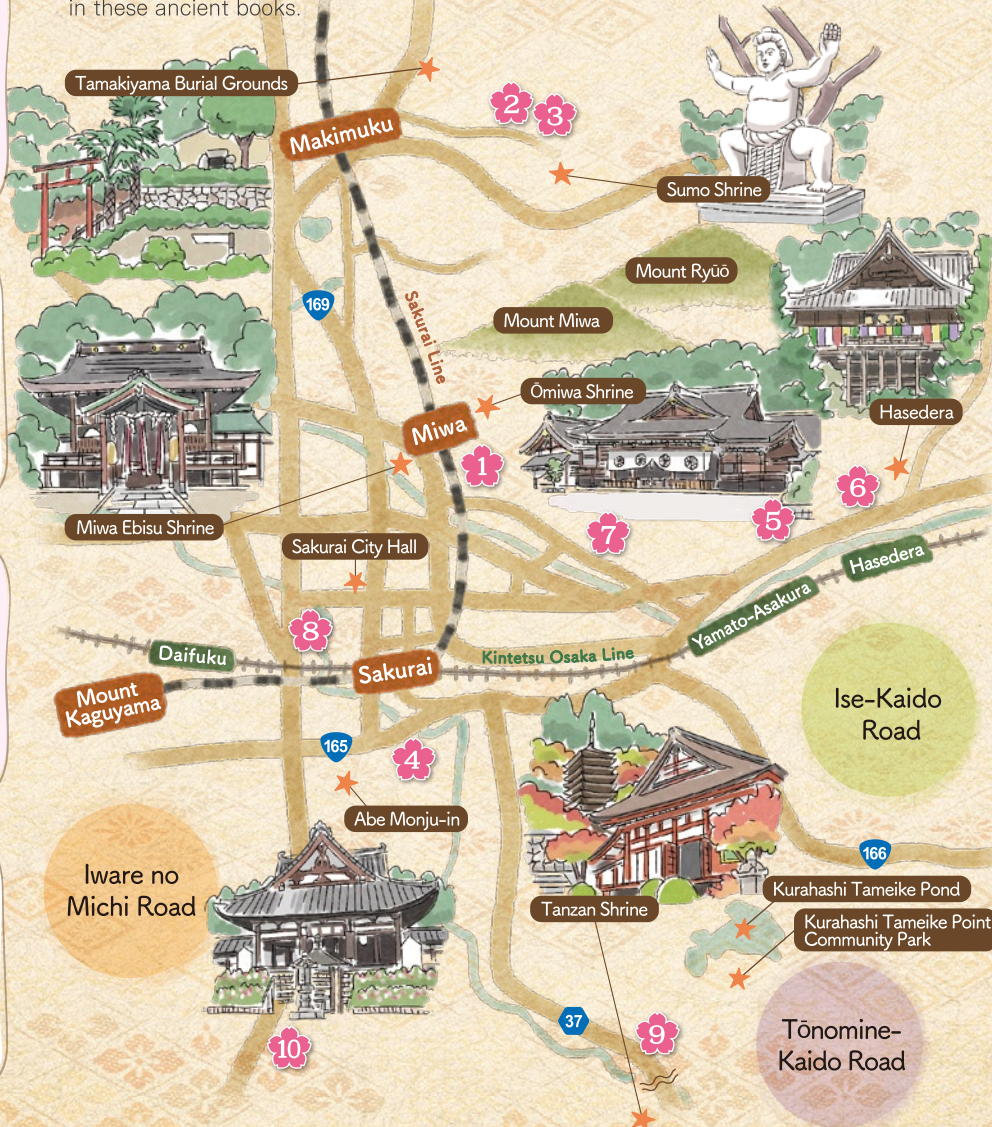 in these ancient books.
Tamakiyama Burial Grounds
2
3
Makimuku
Sumo Shrine
Mount Ryūō
169
Sakurai Line
Mount Miwa
Ōmiwa Shrine
Hasedera
Miwa
1
6
5
7
Miwa Ebisu Shrine
Sakurai City Hall
Hasedera
Yamato-Asakura
8
Daifuku
Sakurai
Kintetsu Osaka Line
Mount
Kaguyama
Ise-Kaido
Road
165
4
Abe Monju-in
166
Iware no
Michi Road
Kurahashi Tameike Pond
Tanzan Shrine
Kurahashi Tameike Point
Community Park
37
9
Tōnomine-
Kaido Road
10